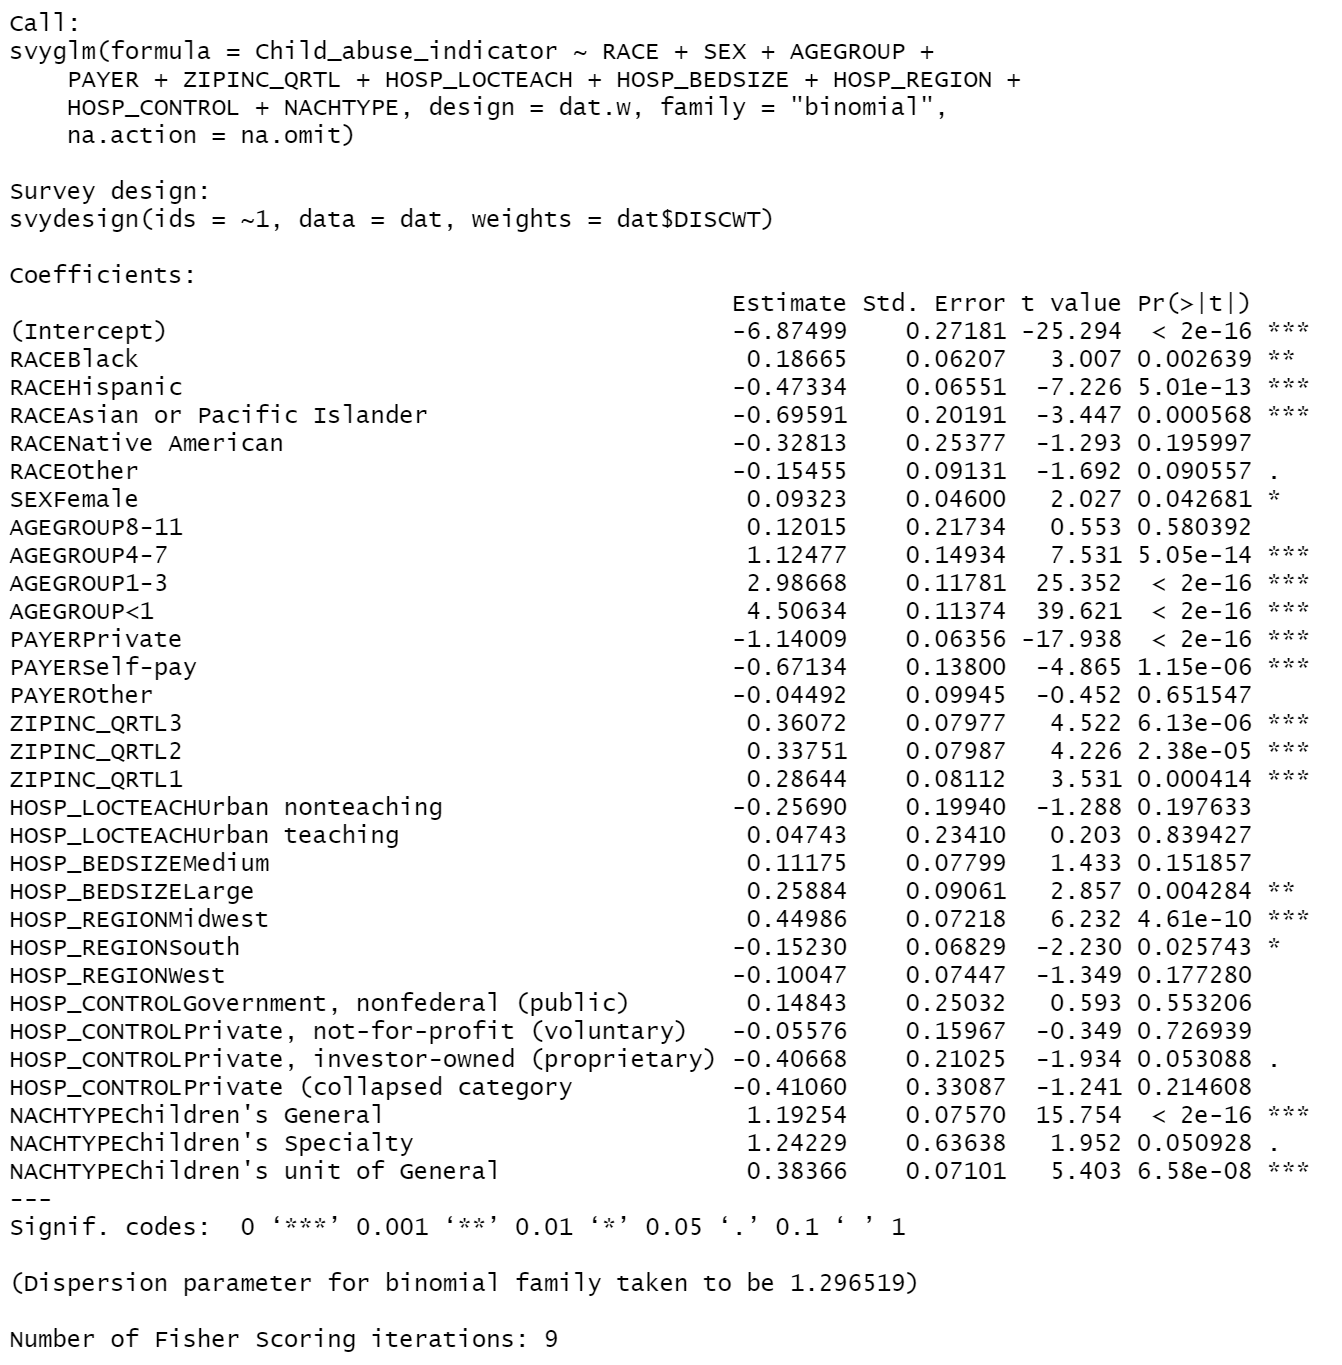 Call:
svyglm(formula = Child_abuse_indicator ~ RACE + SEX + AGEGROUP +
    PAYER + ZIPINC_QRTL + HOSP_LOCTEACH + HOSP_BEDSIZE + HOSP_REGION +
    HOSP_CONTROL + NACHTYPE, design = dat.w, family = "binomial",
    na.action = na.omit)

Survey design:
svydesign(ids = ~1, data = dat, weights = dat$DISCWT)

Coefficients:
                                                  Estimate Std. Error t value Pr(>|t|)
(Intercept)                                       -6.87499    0.27181 -25.294  < 2e-16 ***
RACEBlack                                          0.18665    0.06207   3.007 0.002639 **
RACEHispanic                                      -0.47334    0.06551  -7.226 5.01e-13 ***
RACEAsian or Pacific Islander                     -0.69591    0.20191  -3.447 0.000568 ***
RACENative American                               -0.32813    0.25377  -1.293 0.195997
RACEOther                                         -0.15455    0.09131  -1.692 0.090557 .
SEXFemale                                          0.09323    0.04600   2.027 0.042681 *
AGEGROUP8-11                                       0.12015    0.21734   0.553 0.580392
AGEGROUP4-7                                        1.12477    0.14934   7.531 5.05e-14 ***
AGEGROUP1-3                                        2.98668    0.11781  25.352  < 2e-16 ***
AGEGROUP<1                                         4.50634    0.11374  39.621  < 2e-16 ***
PAYERPrivate                                      -1.14009    0.06356 -17.938  < 2e-16 ***
PAYERSelf-pay                                     -0.67134    0.13800  -4.865 1.15e-06 ***
PAYEROther                                        -0.04492    0.09945  -0.452 0.651547
ZIPINC_QRTL3                                       0.36072    0.07977   4.522 6.13e-06 ***
ZIPINC_QRTL2                                       0.33751    0.07987   4.226 2.38e-05 ***
ZIPINC_QRTL1                                       0.28644    0.08112   3.531 0.000414 ***
HOSP_LOCTEACHUrban nonteaching                    -0.25690    0.19940  -1.288 0.197633
HOSP_LOCTEACHUrban teaching                        0.04743    0.23410   0.203 0.839427
HOSP_BEDSIZEMedium                                 0.11175    0.07799   1.433 0.151857
HOSP_BEDSIZELarge                                  0.25884    0.09061   2.857 0.004284 **
HOSP_REGIONMidwest                                 0.44986    0.07218   6.232 4.61e-10 ***
HOSP_REGIONSouth                                  -0.15230    0.06829  -2.230 0.025743 *
HOSP_REGIONWest                                   -0.10047    0.07447  -1.349 0.177280
HOSP_CONTROLGovernment, nonfederal (public)        0.14843    0.25032   0.593 0.553206
HOSP_CONTROLPrivate, not-for-profit (voluntary)   -0.05576    0.15967  -0.349 0.726939
HOSP_CONTROLPrivate, investor-owned (proprietary) -0.40668    0.21025  -1.934 0.053088 .
HOSP_CONTROLPrivate (collapsed category           -0.41060    0.33087  -1.241 0.214608
NACHTYPEChildren's General                         1.19254    0.07570  15.754  < 2e-16 ***
NACHTYPEChildren's Specialty                       1.24229    0.63638   1.952 0.050928 .
NACHTYPEChildren's unit of General                 0.38366    0.07101   5.403 6.58e-08 ***
---
Signif. codes:  0 ‘***’ 0.001 ‘**’ 0.01 ‘*’ 0.05 ‘.’ 0.1 ‘ ’ 1

(Dispersion parameter for binomial family taken to be 1.296519)

Number of Fisher Scoring iterations: 9